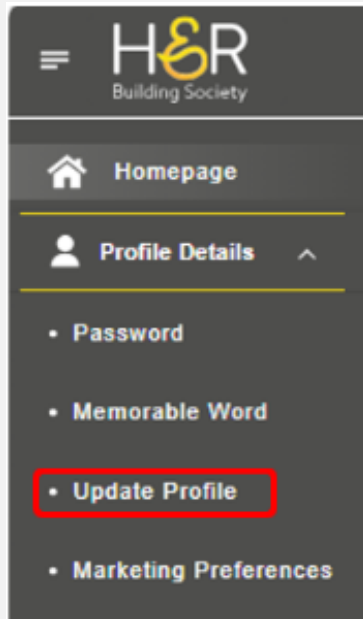 H&R
Building Society
Homepage
Profile Details
• Password
• Memorable Word
• Update Profile
• Marketing Preferences